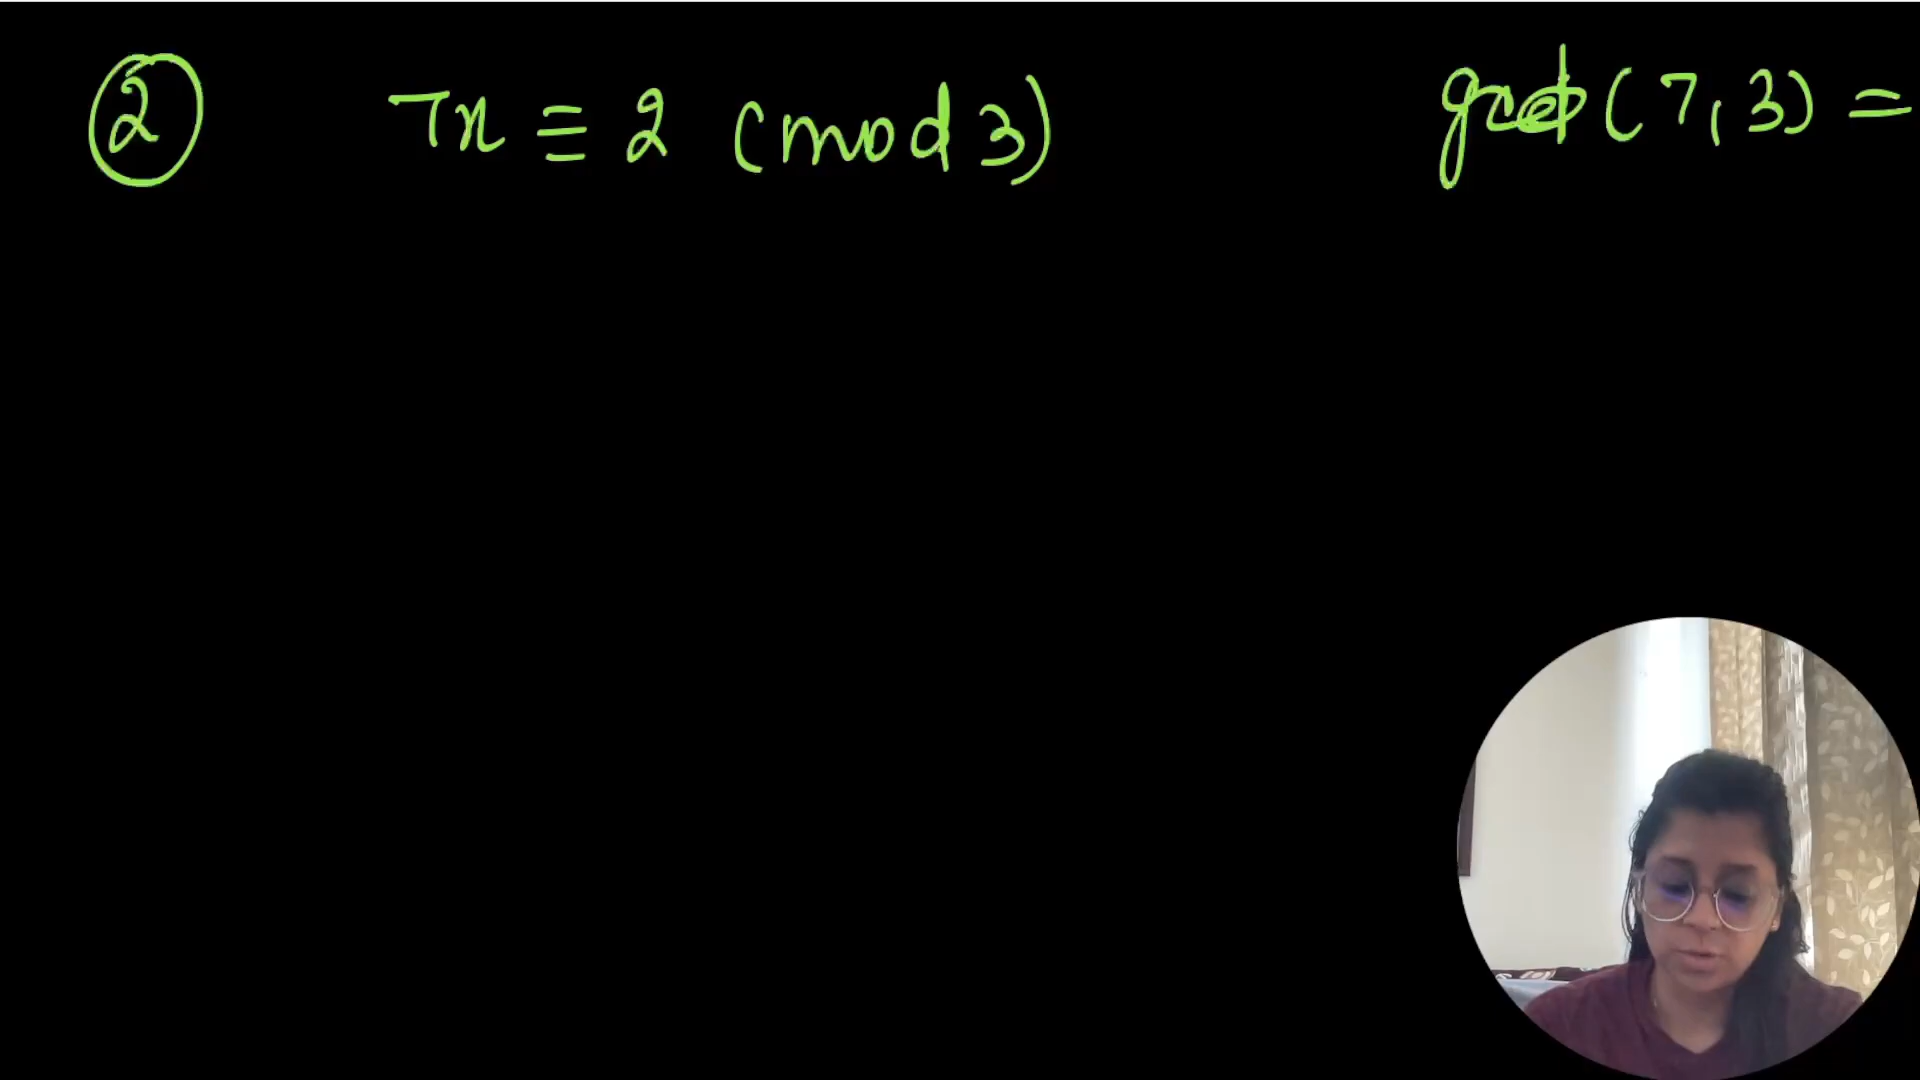 ② 7x ≡ 2 (mod 3) gcd (7, 3) =